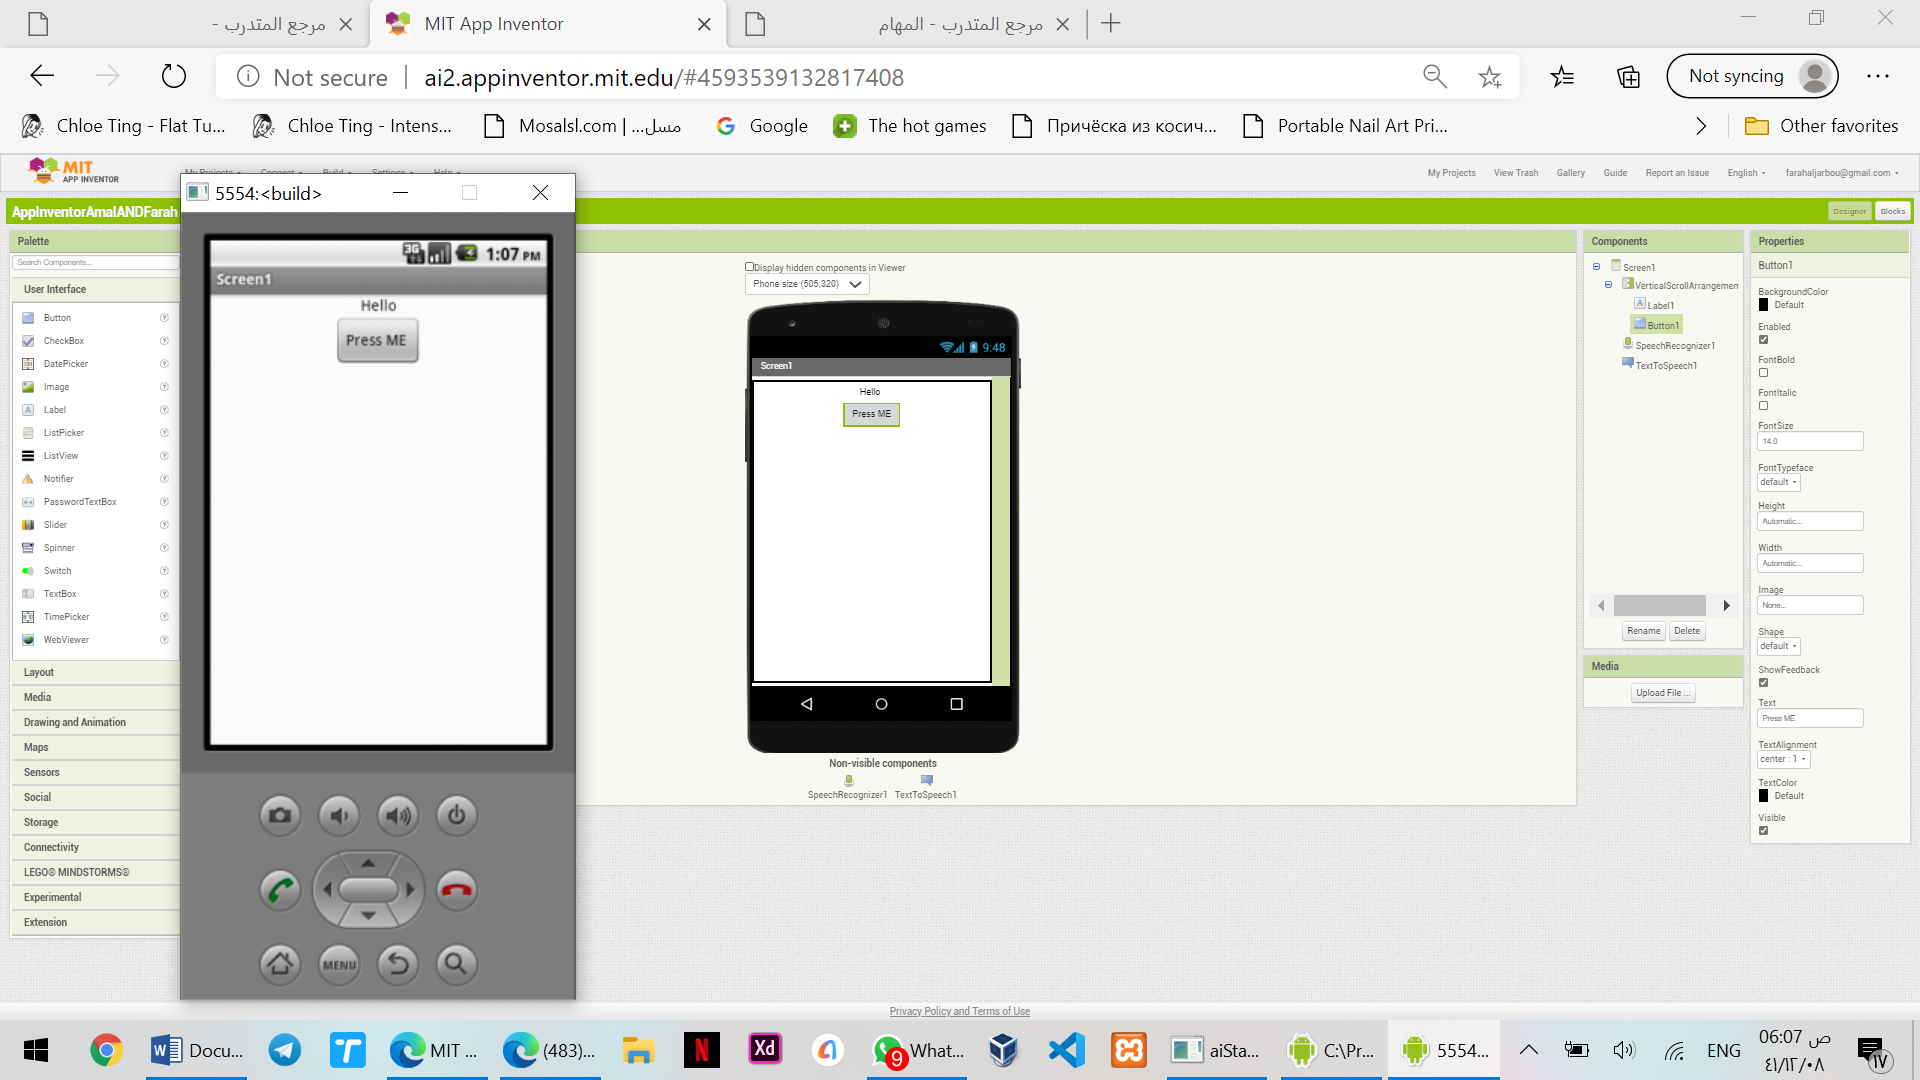 مرجع المتدرب -
MIT App Inventor
مرجع المتدرب - المهام
Not secure
ai2.appinventor.mit.edu/#4593539132817408
Not syncing
Chloe Ting - Flat Tu...
Chloe Ting - Intens...
Mosalsl.com | ...مسل
Google
The hot games
Причёска из косич...
Portable Nail Art Pri...
Other favorites
MIT
APP INVENTOR
My Projects
View Trash
Gallery
Guide
Report an Issue
English
farahaljarbou@gmail.com
5554:<build>
AppInventorAmalANDFarah
Designer
Blocks
Palette
Search Components...
User Interface
Button
CheckBox
DatePicker
Image
Label
ListPicker
ListView
Notifier
PasswordTextBox
Slider
Spinner
Switch
TextBox
TimePicker
WebViewer
Layout
Media
Drawing and Animation
Maps
Sensors
Social
Storage
Connectivity
LEGO® MINDSTORMS®
Experimental
Extension
3G
1:07 PM
Screen1
Hello
Press ME
MENU
Display hidden components in Viewer
Phone size (505,320)
9:48
Screen1
Hello
Press ME
Non-visible components
SpeechRecognizer1
TextToSpeech1
Components
Screen1
VerticalScrollArrangemen
Label1
Button1
SpeechRecognizer1
TextToSpeech1
Rename
Delete
Media
Upload File ...
Properties
Button1
BackgroundColor
Default
Enabled
FontBold
FontItalic
FontSize
14.0
FontTypeface
default
Height
Automatic...
Width
Automatic...
Image
None...
Shape
default
ShowFeedback
Text
Press ME
TextAlignment
center : 1
TextColor
Default
Visible
Privacy Policy and Terms of Use
Docu...
MIT ...
(483)...
N
Xd
9
What...
aiSta...
C:\Pr...
5554...
ENG
06:07 ص
٤١/١٢/٠٨
١٧